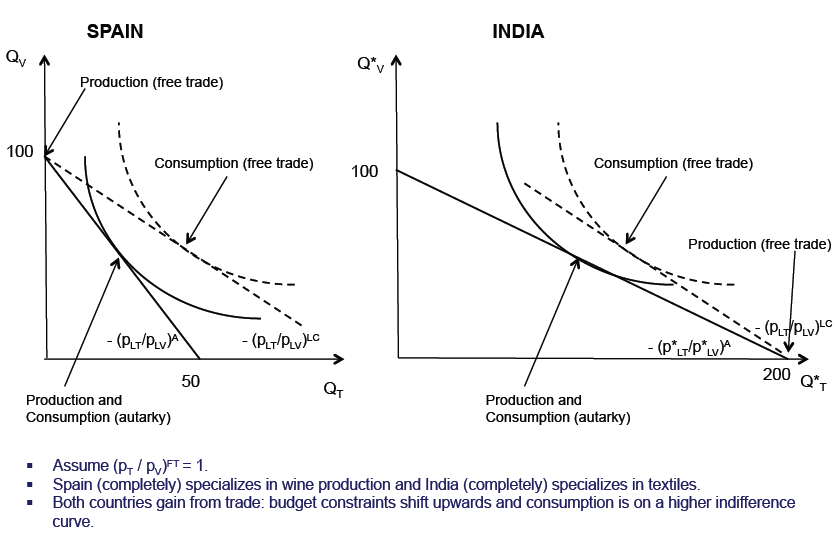 SPAIN
INDIA
Q_V
Q*_V
Production (free trade)
100
Consumption (free trade)
100
Consumption (free trade)
Production (free trade)
- (p_LT/p_LV)^A
- (p_LT/p_LV)^LC
- (p*_LT/p*_LV)^A
- (p_LT/p_LV)^LC
50
Q_T
200
Q*_T
Production and
Consumption (autarky)
Production and
Consumption (autarky)
▪ Assume (p_T / p_V)^FT = 1.
▪ Spain (completely) specializes in wine production and India (completely) specializes in textiles.
▪ Both countries gain from trade: budget constraints shift upwards and consumption is on a higher indifference
curve.